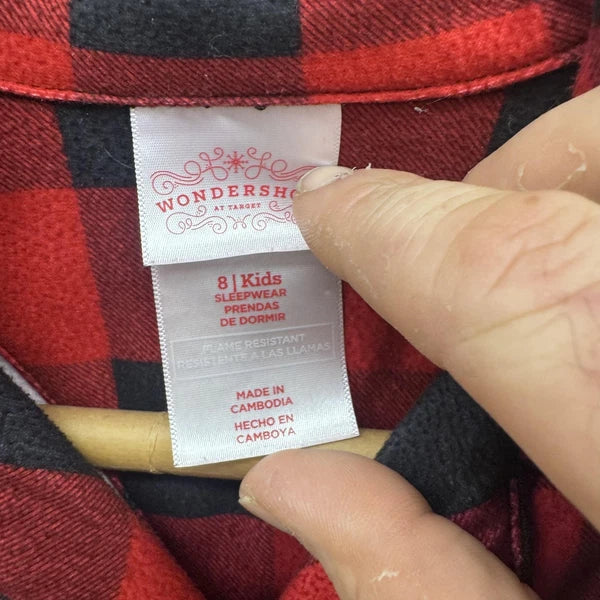 WONDERSHO
AT TARGET
8 | Kids
SLEEPWEAR
PRENDAS
DE DORMIR
FLAME RESISTANT
RESISTENTE A LAS LLAMAS
MADE IN
CAMBODIA
HECHO EN
CAMBOYA